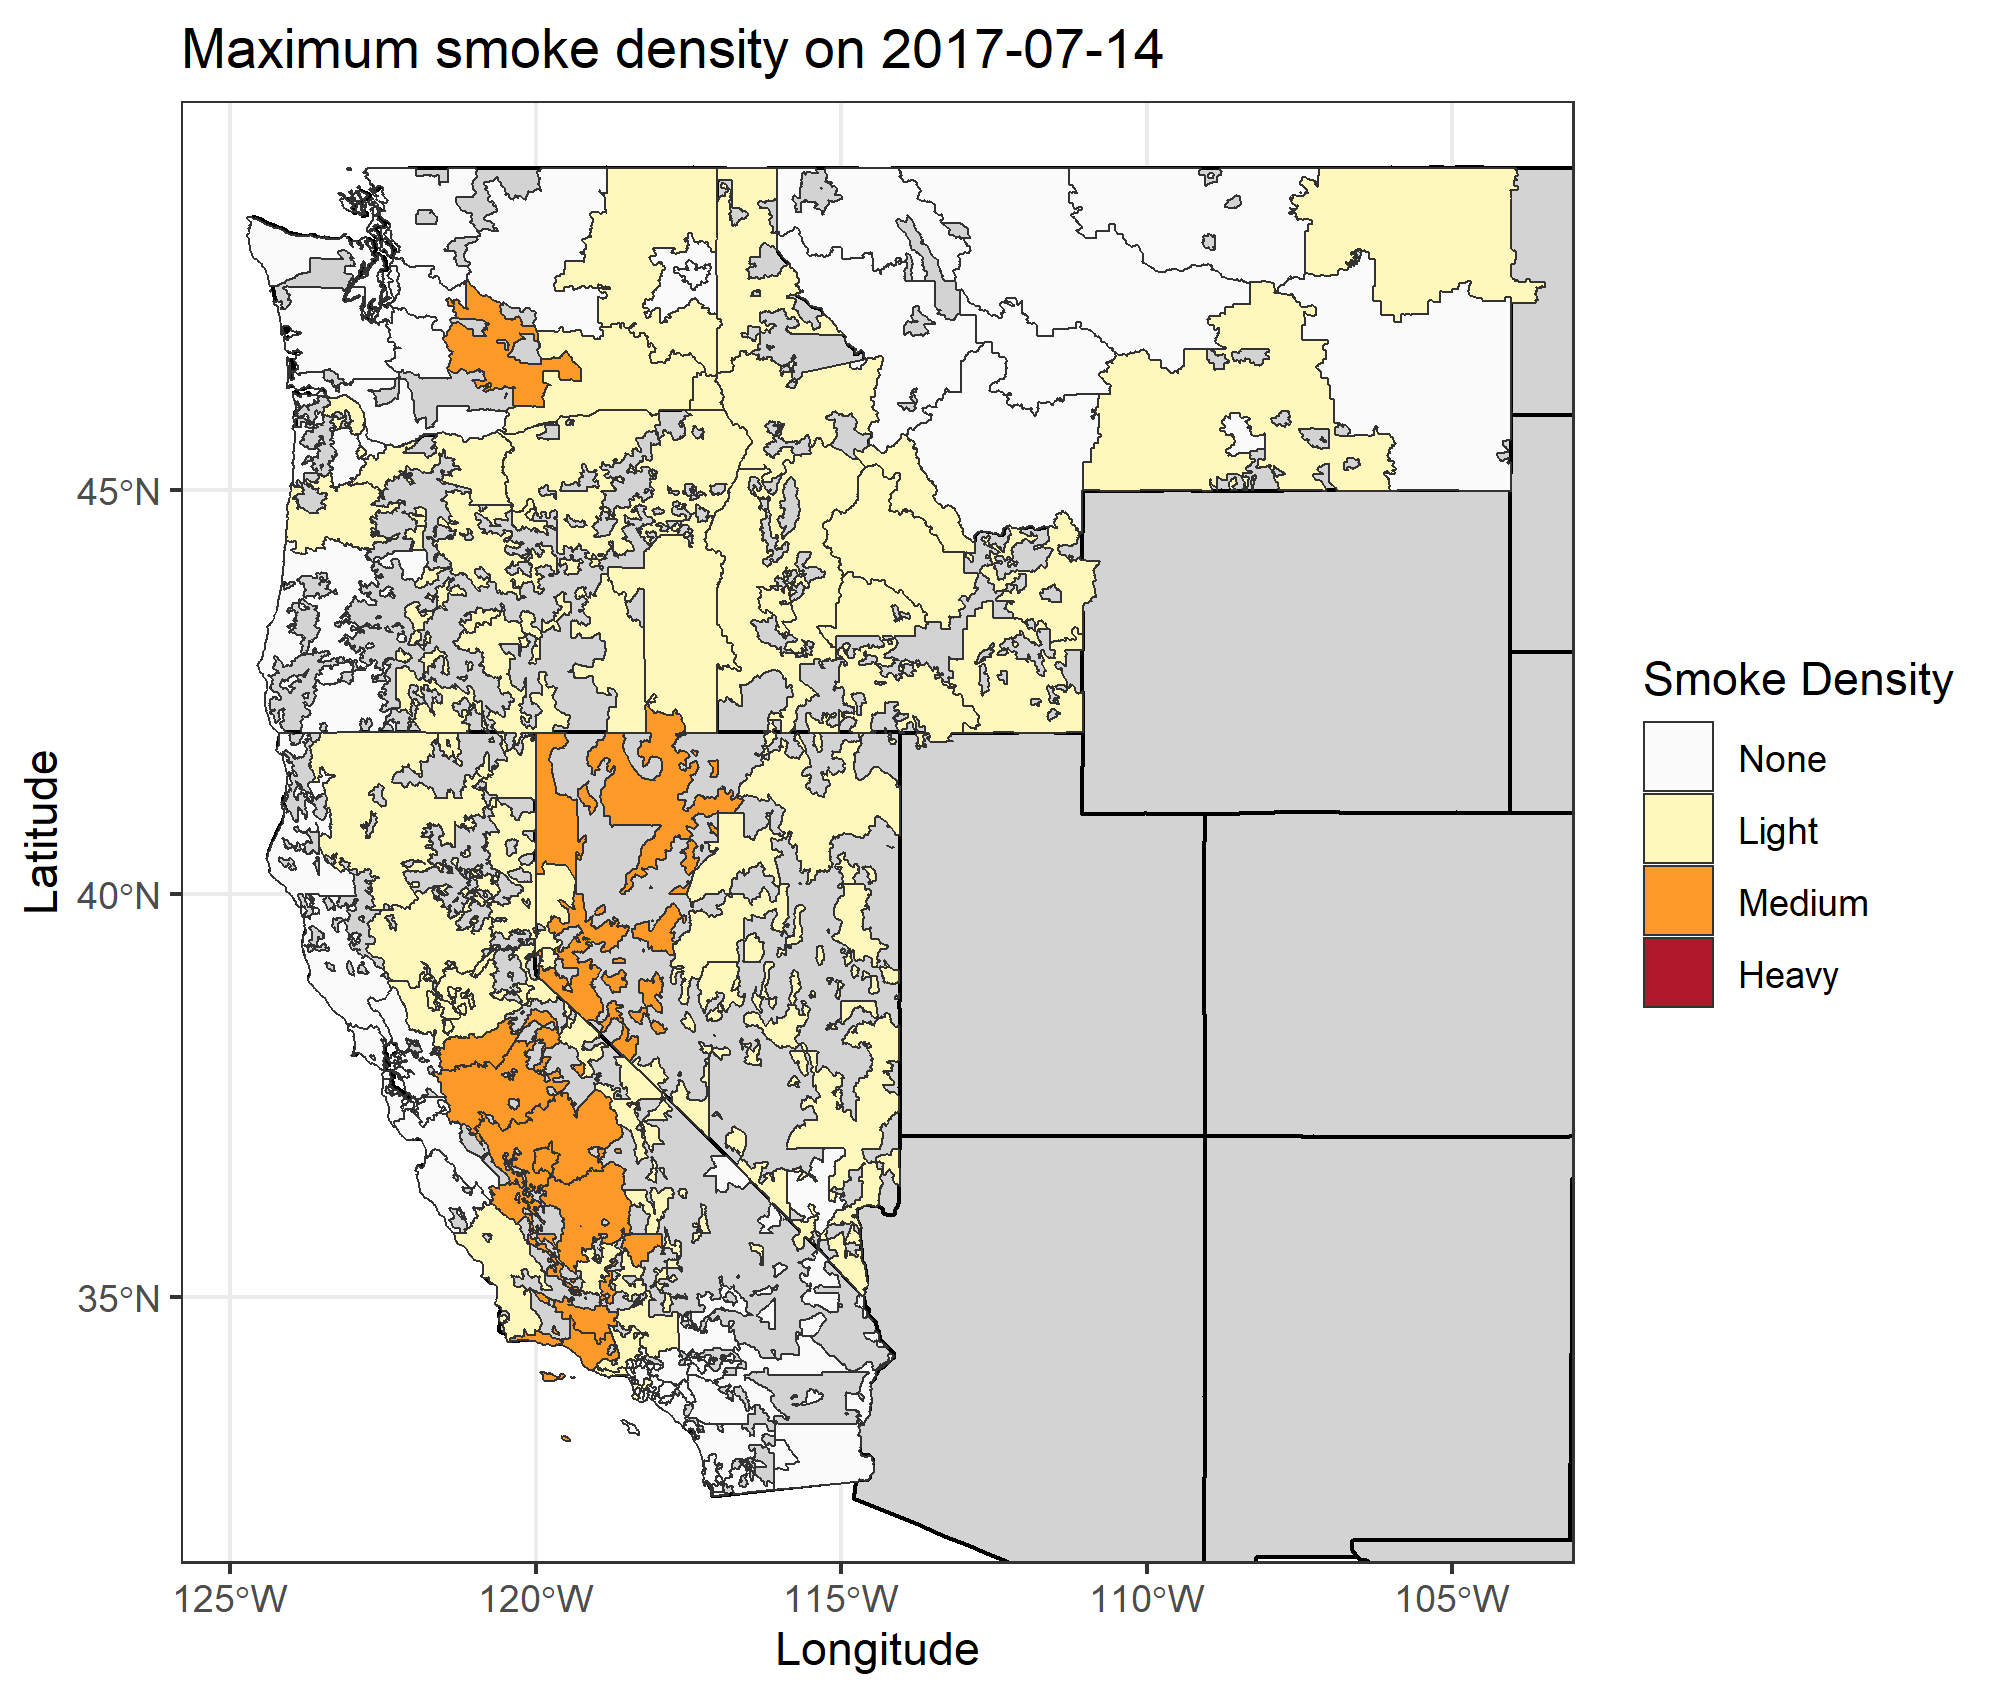 Maximum smoke density on 2017-07-14
45°N
40°N
35°N
Latitude
125°W
120°W
115°W
110°W
105°W
Longitude
Smoke Density
None
Light
Medium
Heavy